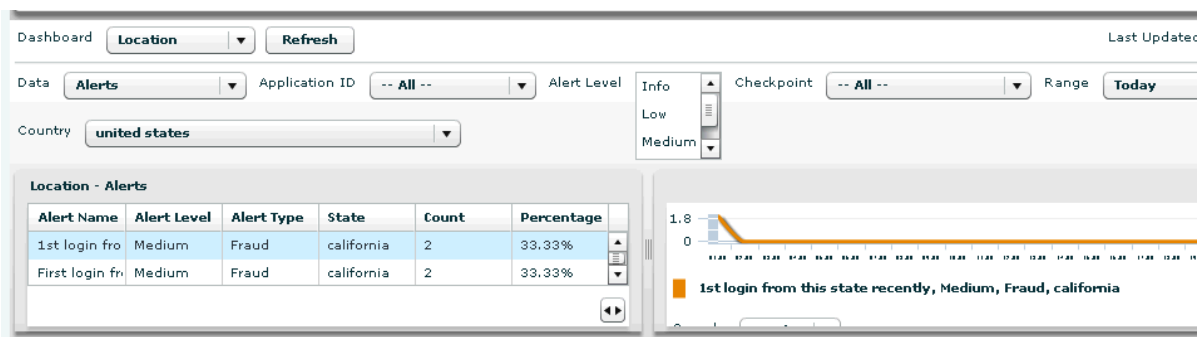 Dashboard Location Refresh Last Updated
Data Alerts Application ID -- All -- Alert Level Info Low Medium Checkpoint -- All -- Range Today
Country united states
Location - Alerts
Alert Name Alert Level Alert Type State Count Percentage
1st login fro Medium Fraud california 2 33.33%
First login fr Medium Fraud california 2 33.33%
1.8
0
1st login from this state recently, Medium, Fraud, california